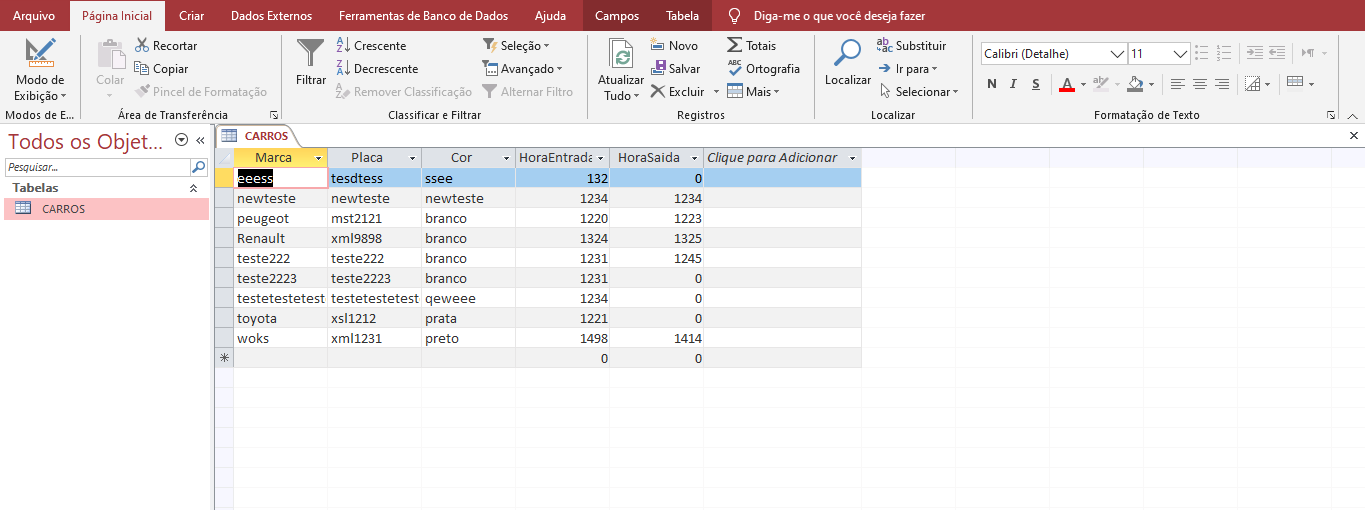 Arquivo Página Inicial Criar Dados Externos Ferramentas de Banco de Dados Ajuda Campos Tabela Diga-me o que você deseja fazer
Modo de Exibição
Modos de E...
Colar
Recortar
Copiar
Pincel de Formatação
Área de Transferência
Filtrar
Crescente
Decrescente
Remover Classificação
Seleção
Avançado
Alternar Filtro
Classificar e Filtrar
Atualizar Tudo
Novo
Salvar
Excluir
Totais
Ortografia
Mais
Registros
Localizar
Substituir
Ir para
Selecionar
Localizar
Calibri (Detalhe) 11
N I S A
Formatação de Texto
Todos os Objet...
Pesquisar...
Tabelas
CARROS
CARROS
Marca Placa Cor HoraEntrada HoraSaida Clique para Adicionar
eeess tesdtess ssee 132 0
newteste newteste newteste 1234 1234
peugeot mst2121 branco 1220 1223
Renault xml9898 branco 1324 1325
teste222 teste222 branco 1231 1245
teste2223 teste2223 branco 1231 0
testetestetest testetestetest qeweee 1234 0
toyota xsl1212 prata 1221 0
woks xml1231 preto 1498 1414
0 0